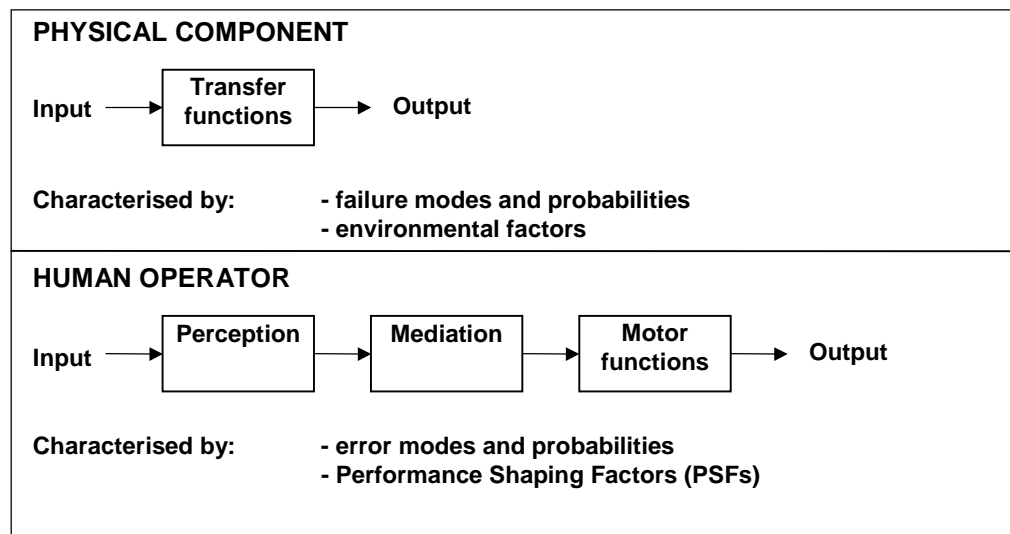 PHYSICAL COMPONENT
Input
Transfer
functions
Output
Characterised by:
- failure modes and probabilities
- environmental factors
HUMAN OPERATOR
Input
Perception
Mediation
Motor
functions
Output
Characterised by:
- error modes and probabilities
- Performance Shaping Factors (PSFs)